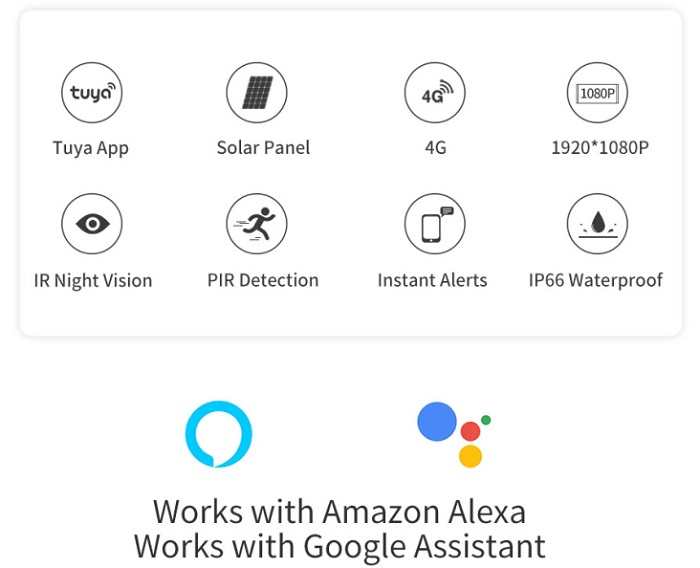 tuya
4G
1080P
Tuya App
Solar Panel
4G
1920*1080P
IR Night Vision
PIR Detection
Instant Alerts
IP66 Waterproof
Works with Amazon Alexa
Works with Google Assistant